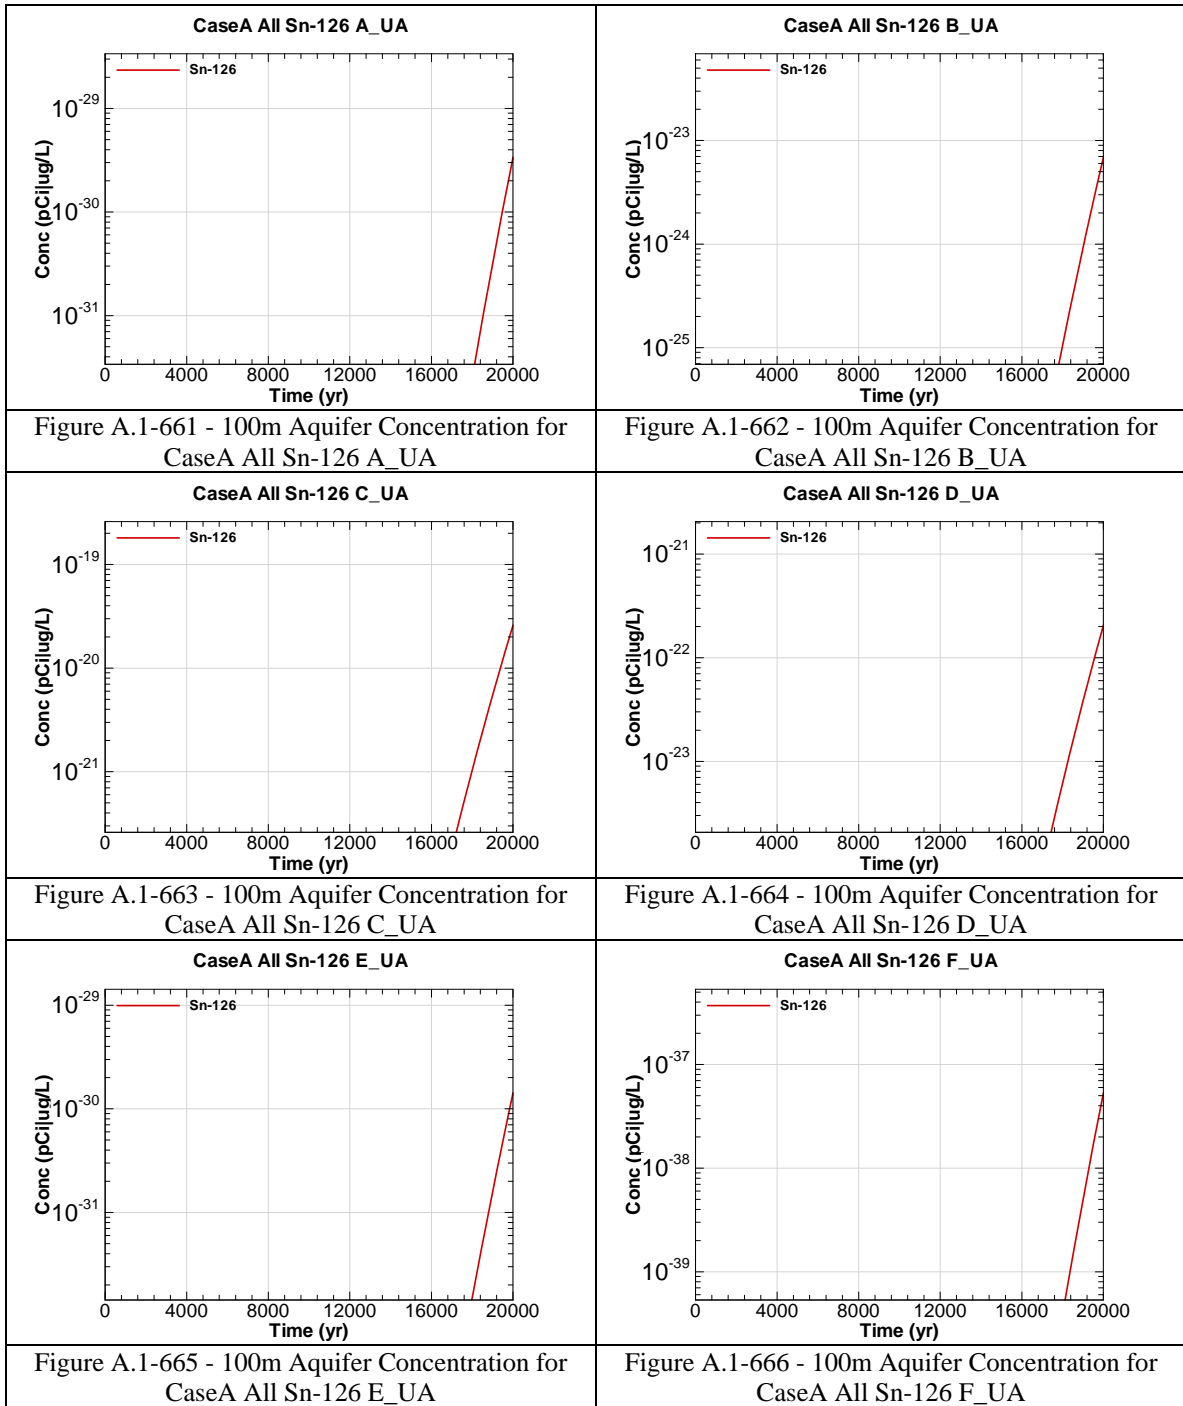 CaseA All Sn-126 A_UA
Sn-126
10-29
10-30
10-31
Conc (pCi|ug/L)
0 4000 8000 12000 16000 20000
Time (yr)
Figure A.1-661 - 100m Aquifer Concentration for
CaseA All Sn-126 A_UA
CaseA All Sn-126 B_UA
Sn-126
10-23
10-24
10-25
Conc (pCi|ug/L)
0 4000 8000 12000 16000 20000
Time (yr)
Figure A.1-662 - 100m Aquifer Concentration for
CaseA All Sn-126 B_UA
CaseA All Sn-126 C_UA
Sn-126
10-19
10-20
10-21
Conc (pCi|ug/L)
0 4000 8000 12000 16000 20000
Time (yr)
Figure A.1-663 - 100m Aquifer Concentration for
CaseA All Sn-126 C_UA
CaseA All Sn-126 D_UA
Sn-126
10-21
10-22
10-23
Conc (pCi|ug/L)
0 4000 8000 12000 16000 20000
Time (yr)
Figure A.1-664 - 100m Aquifer Concentration for
CaseA All Sn-126 D_UA
CaseA All Sn-126 E_UA
Sn-126
10-29
10-30
10-31
Conc (pCi|ug/L)
0 4000 8000 12000 16000 20000
Time (yr)
Figure A.1-665 - 100m Aquifer Concentration for
CaseA All Sn-126 E_UA
CaseA All Sn-126 F_UA
Sn-126
10-37
10-38
10-39
Conc (pCi|ug/L)
0 4000 8000 12000 16000 20000
Time (yr)
Figure A.1-666 - 100m Aquifer Concentration for
CaseA All Sn-126 F_UA